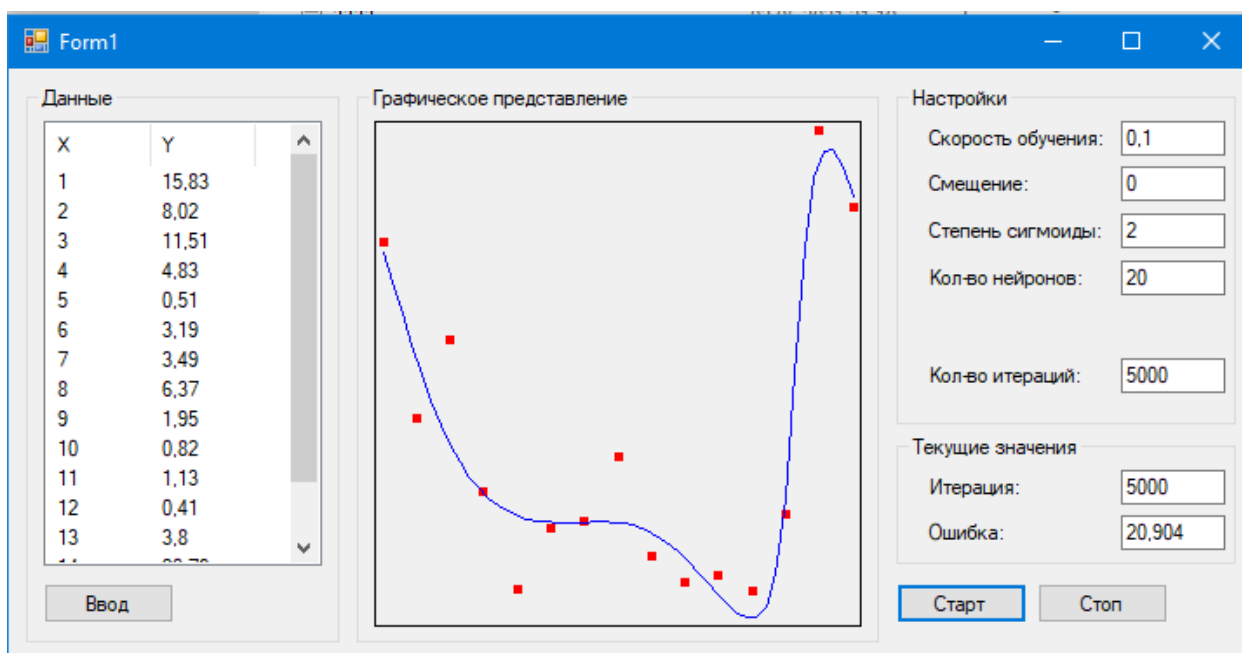 Form1
Данные
X Y
1 15,83
2 8,02
3 11,51
4 4,83
5 0,51
6 3,19
7 3,49
8 6,37
9 1,95
10 0,82
11 1,13
12 0,41
13 3,8
Ввод
Графическое представление
Настройки
Скорость обучения: 0,1
Смещение: 0
Степень сигмоиды: 2
Кол-во нейронов: 20
Кол-во итераций: 5000
Текущие значения
Итерация: 5000
Ошибка: 20,904
Старт Стоп